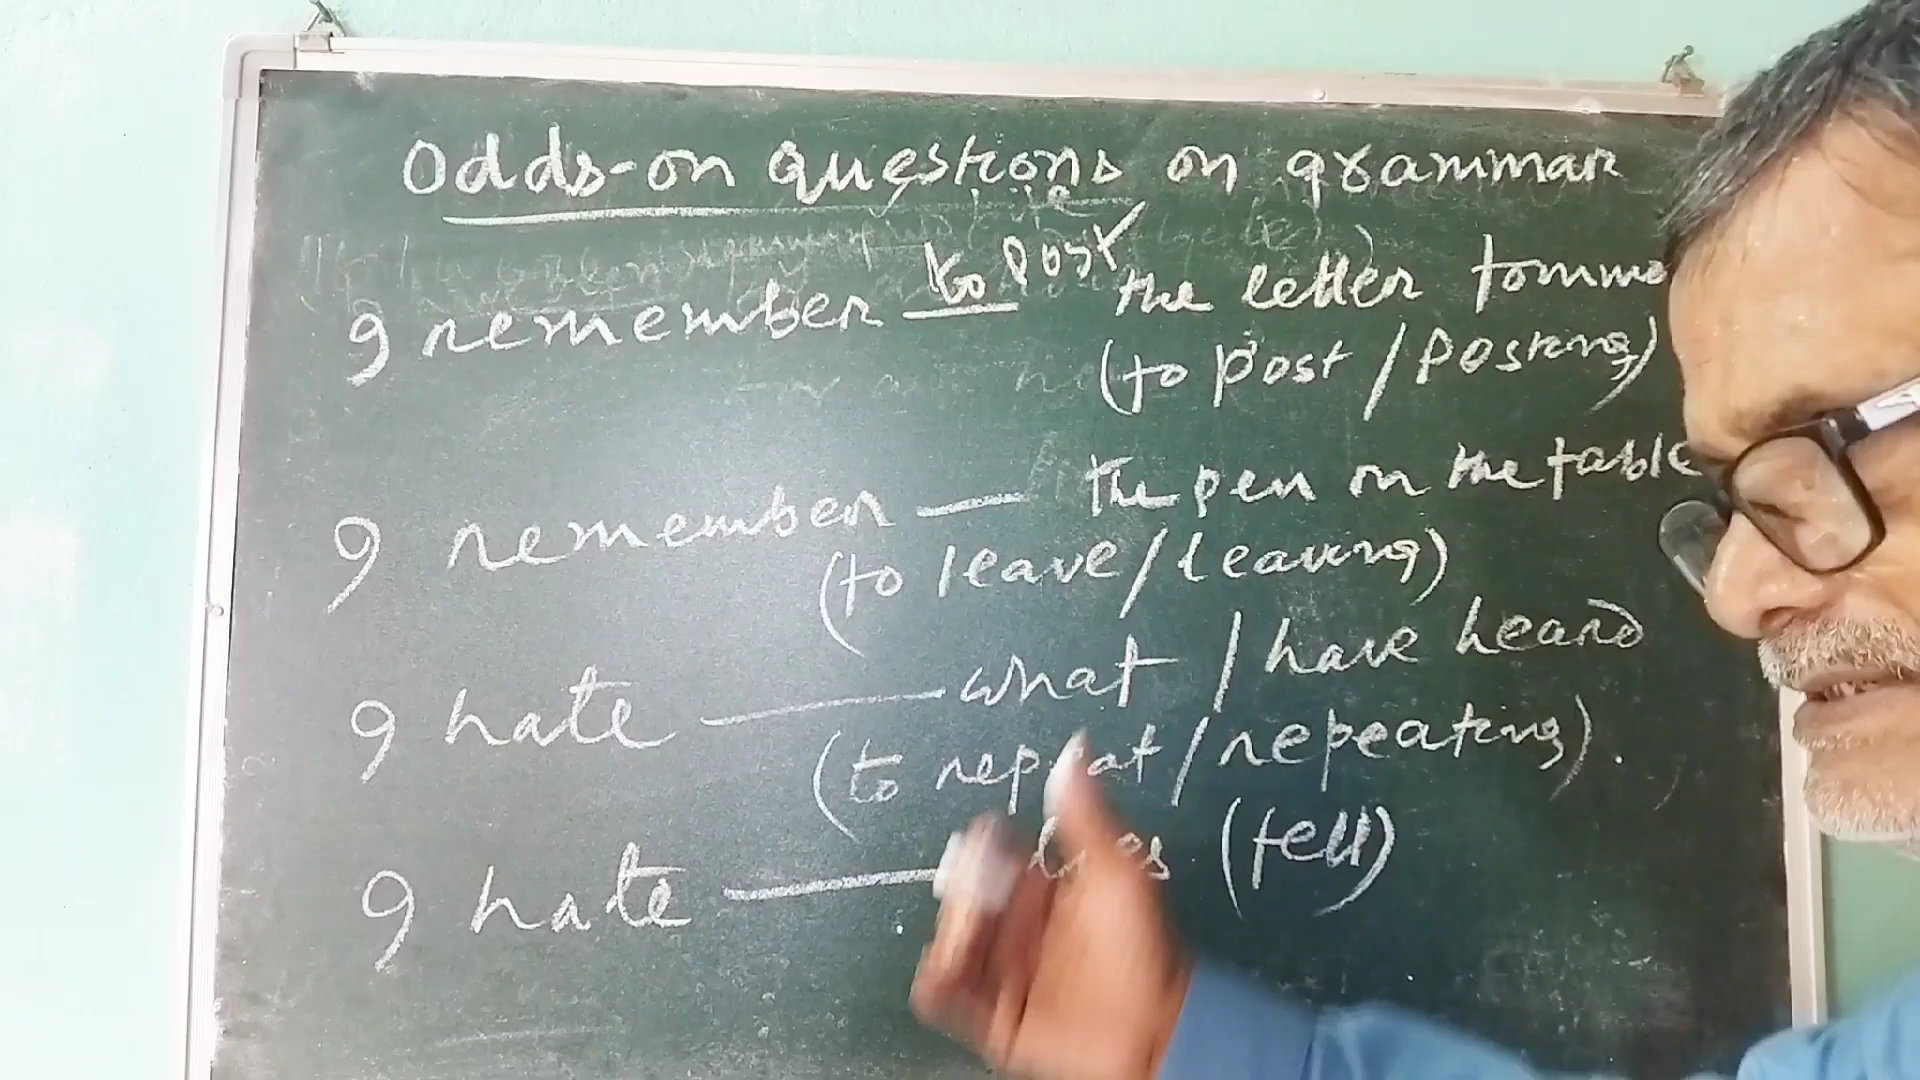 Odds-on questions on grammar
I remember to post the letter tommo
(to post / posting)
I remember — the pen on the table
(to leave / leaving)
I hate — what I have heard
(to repeat / repeating).
I hate — (tell)